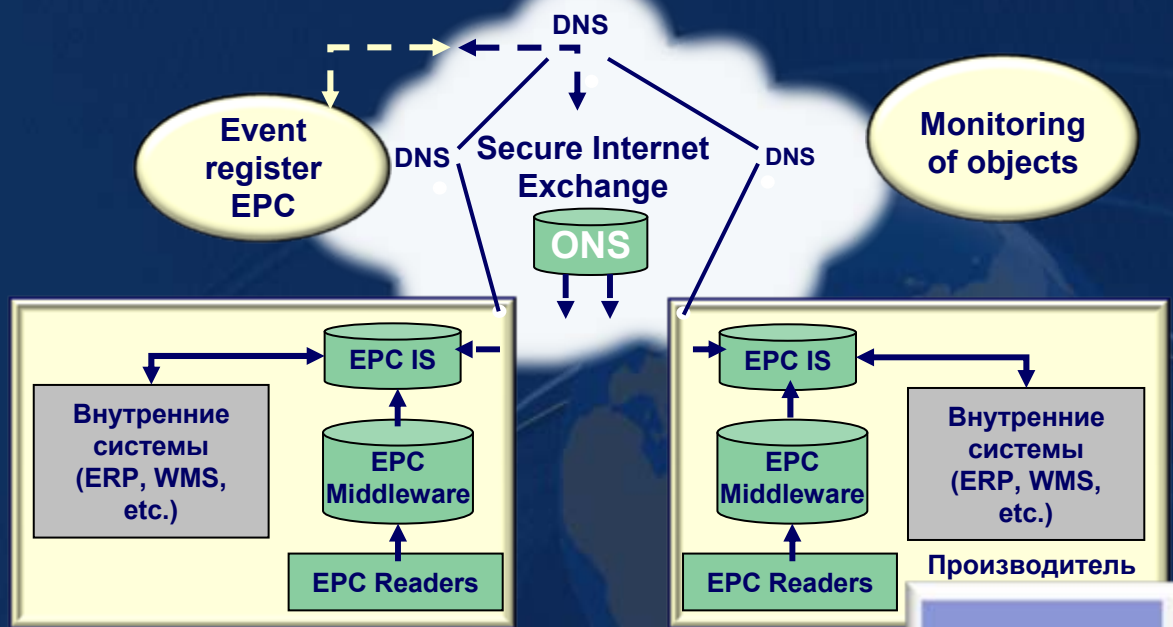 DNS
Event
register
EPC
DNS
Secure Internet
Exchange
DNS
Monitoring
of objects
ONS
EPC IS
Внутренние
системы
(ERP, WMS,
etc.)
EPC
Middleware
EPC Readers
EPC IS
EPC
Middleware
EPC Readers
Внутренние
системы
(ERP, WMS,
etc.)
Производитель